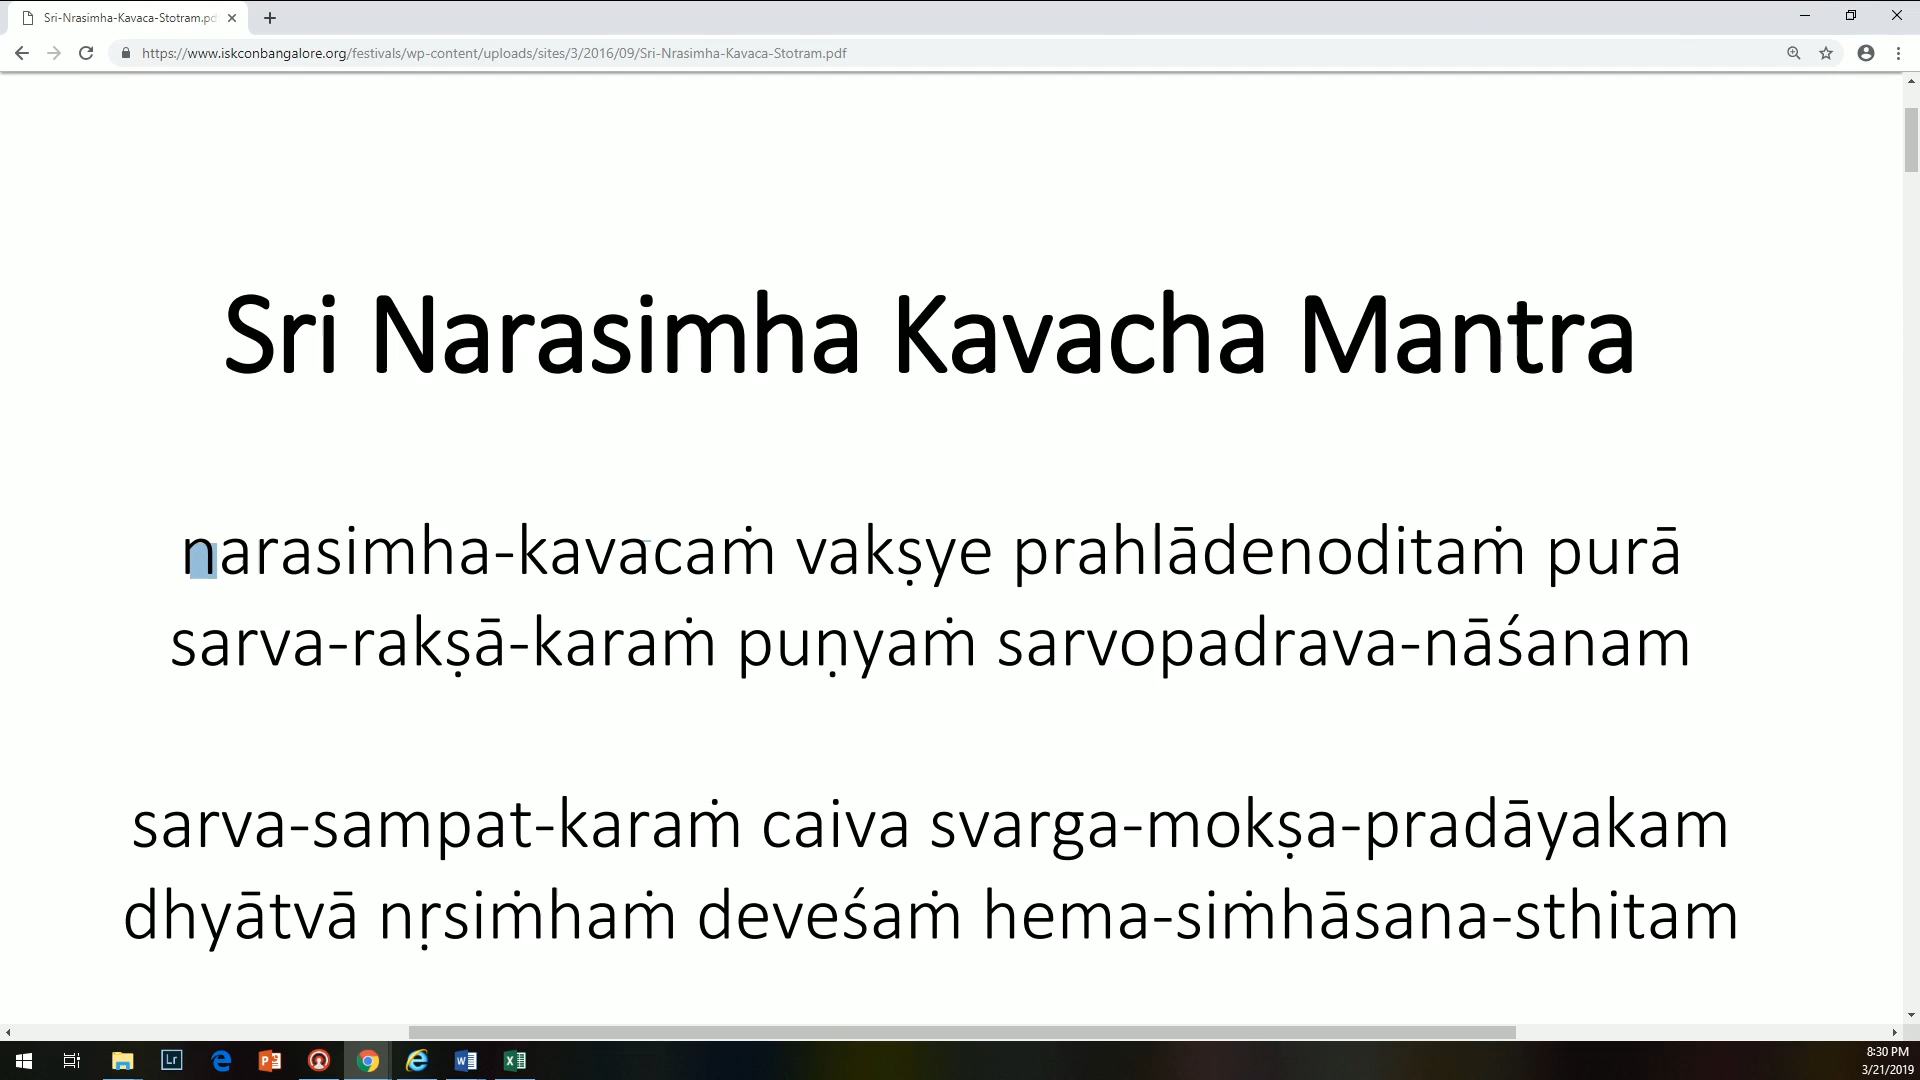 Sri-Nrasimha-Kavaca-Stotram.pd
https://www.iskconbangalore.org/festivals/wp-content/uploads/sites/3/2016/09/Sri-Nrasimha-Kavaca-Stotram.pdf
Sri Narasimha Kavacha Mantra
narasimha-kavacaṁ vakṣye prahlādenoditaṁ purā
sarva-rakṣā-karaṁ puṇyaṁ sarvopadrava-nāśanam
sarva-sampat-karaṁ caiva svarga-mokṣa-pradāyakam
dhyātvā nṛsiṁhaṁ deveśaṁ hema-siṁhāsana-sthitam
Lr
8:30 PM
3/21/2019